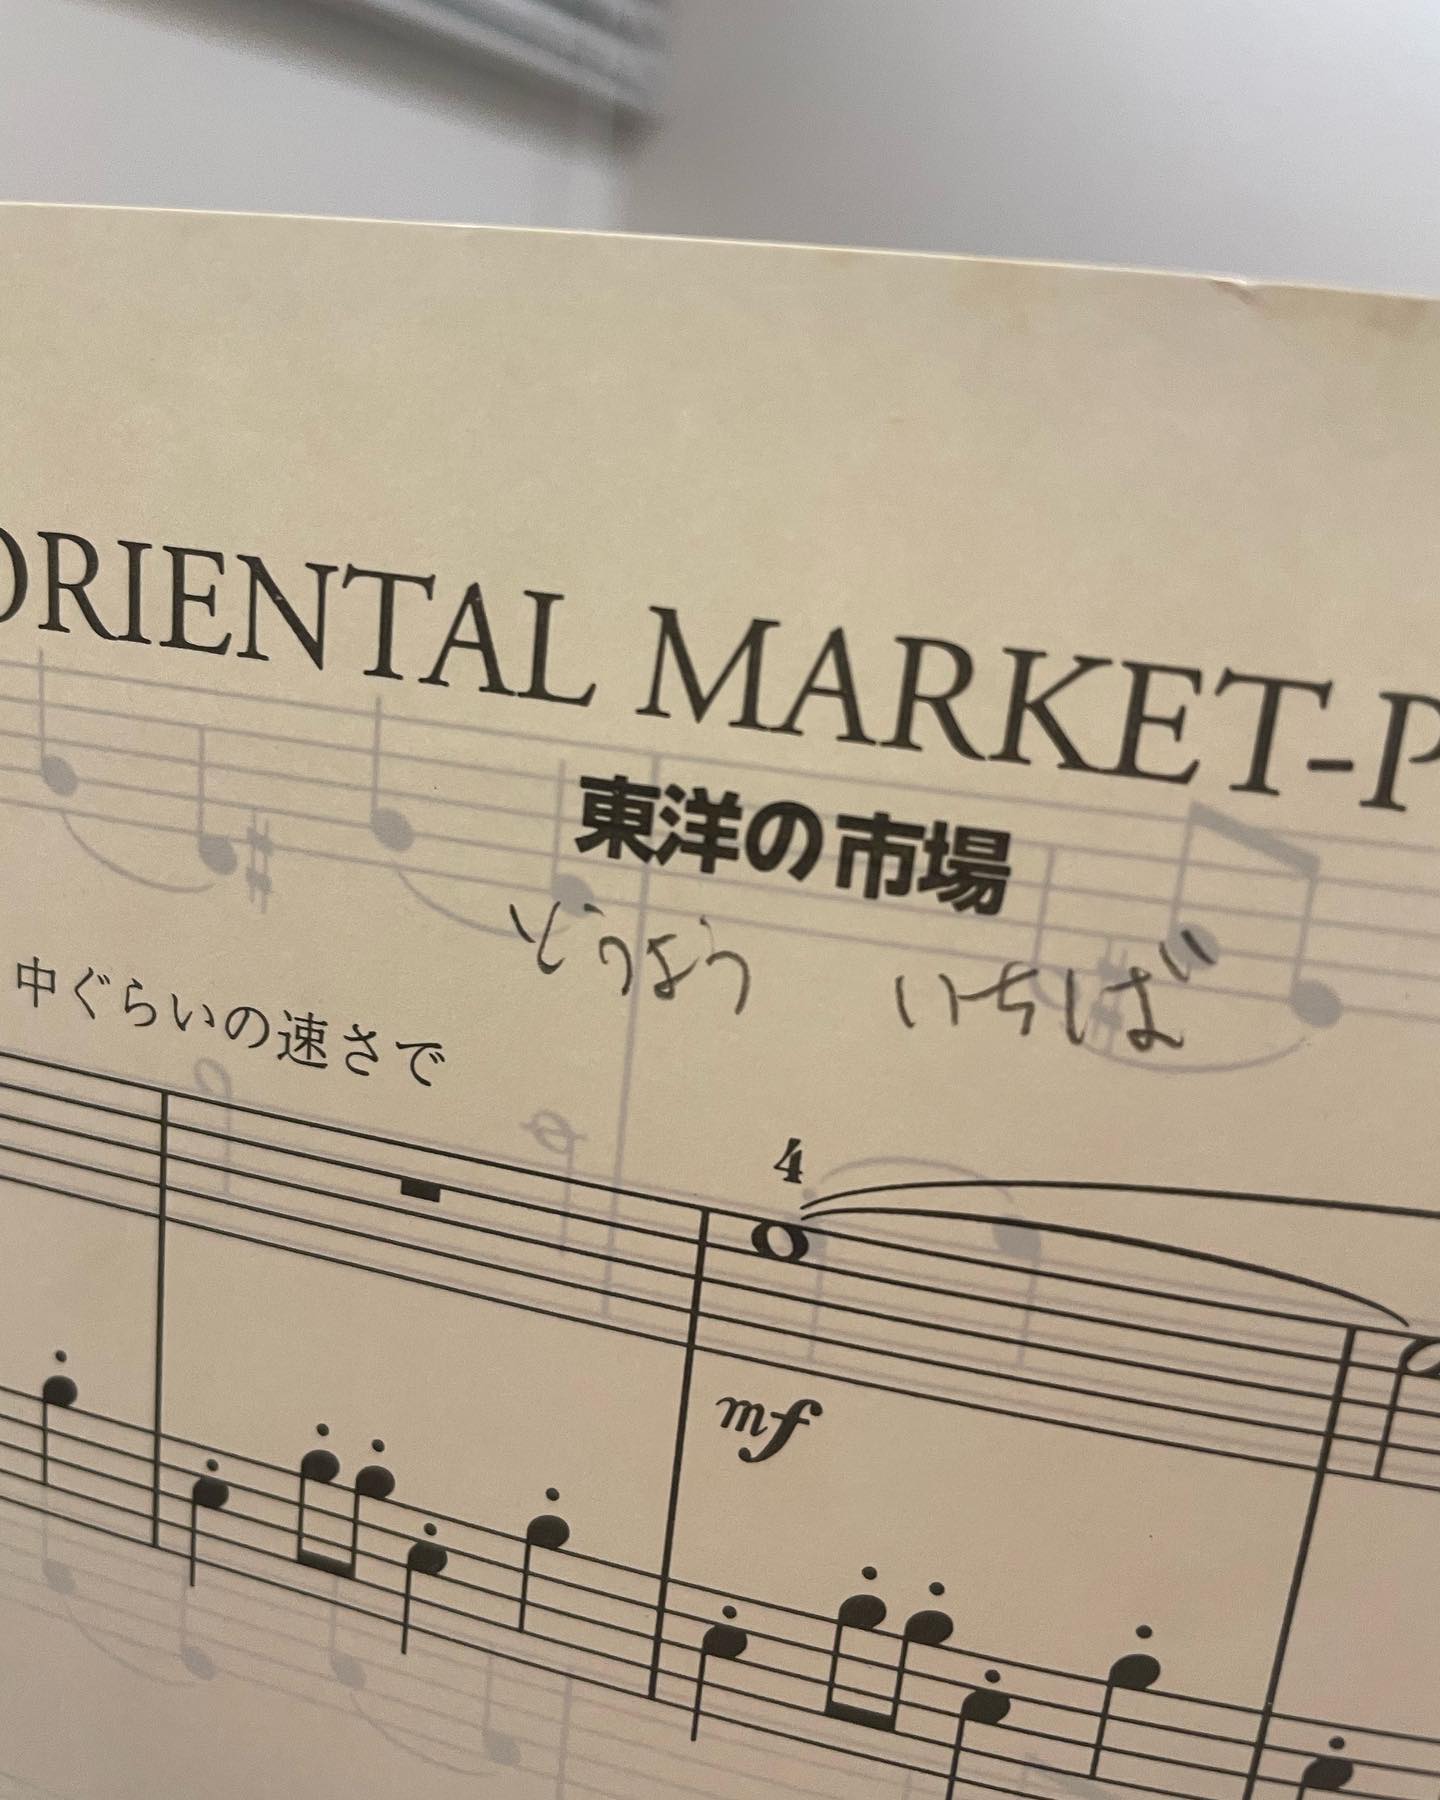 ORIENTAL MARKET-P
東洋の市場
とうよう いちば
中ぐらいの速さで
4
mf